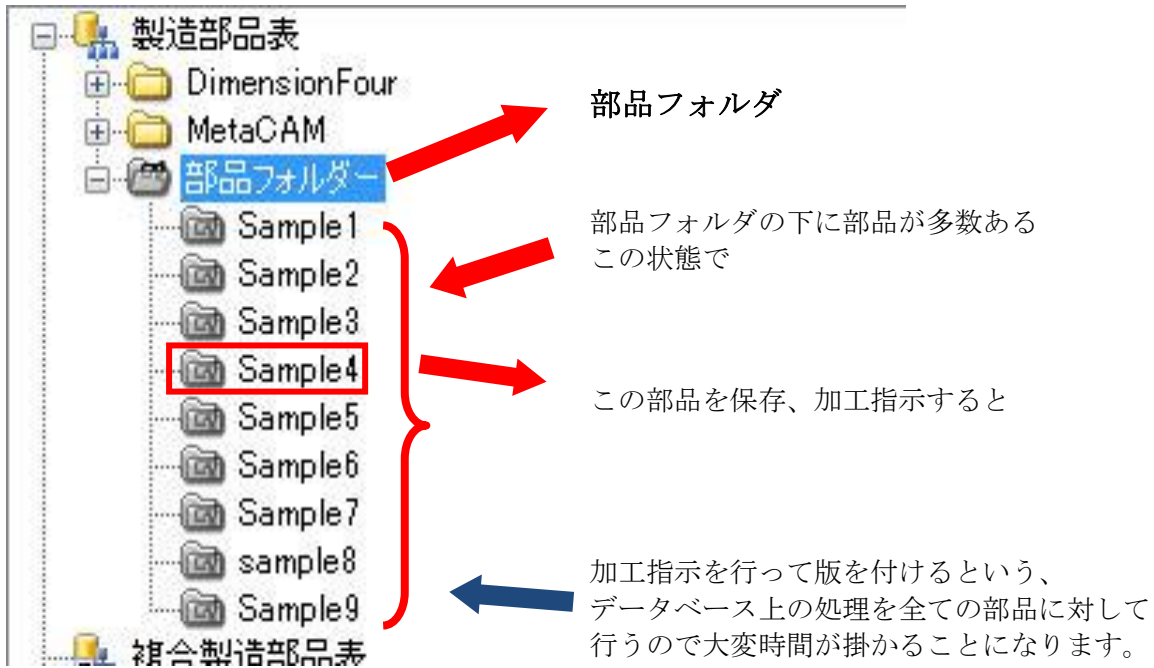 製造部品表
DimensionFour
MetaCAM
部品フォルダー
Sample1
Sample2
Sample3
Sample4
Sample5
Sample6
Sample7
sample8
Sample9
複合製造部品表
部品フォルダ
部品フォルダの下に部品が多数ある
この状態で
この部品を保存、加工指示すると
加工指示を行って版を付けるという、
データベース上の処理を全ての部品に対して
行うので大変時間が掛かることになります。